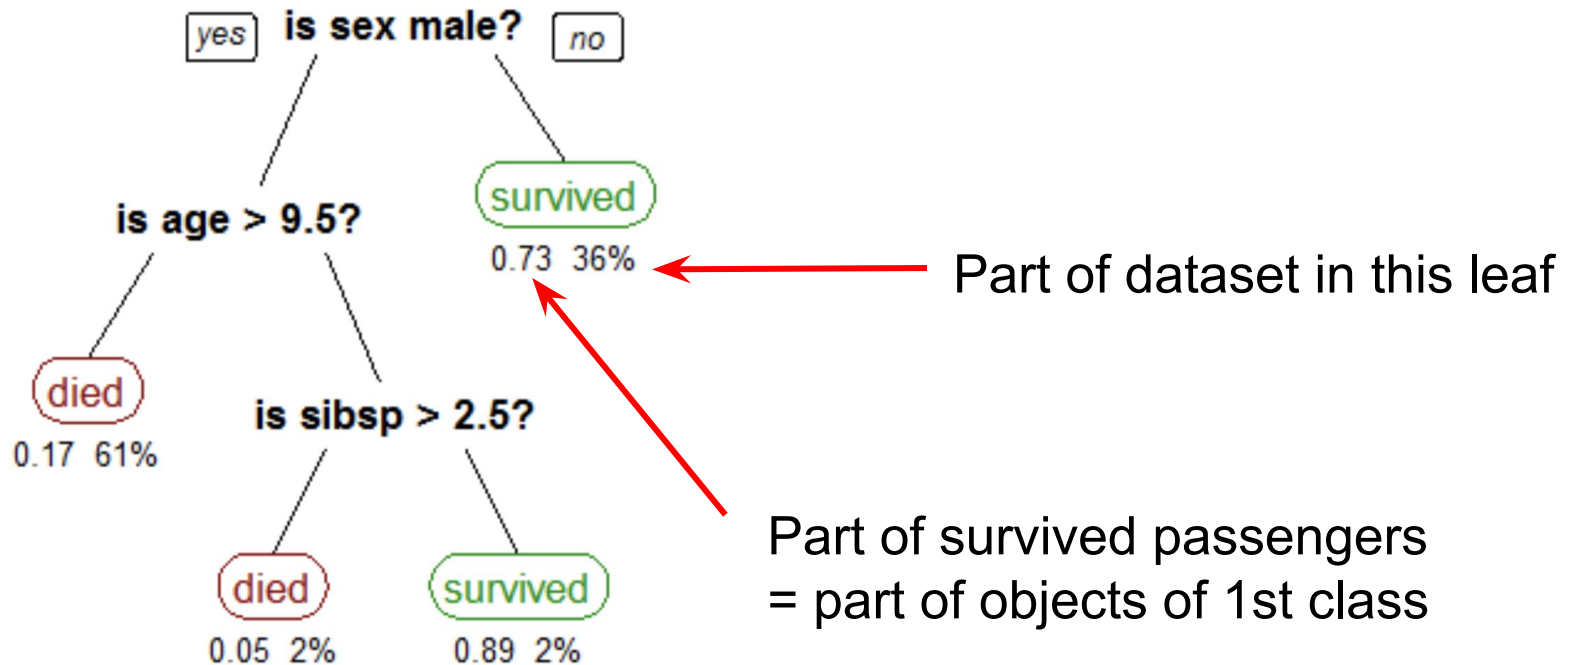 yes is sex male? no
survived
is age > 9.5?
0.73 36%
Part of dataset in this leaf
died
is sibsp > 2.5?
0.17 61%
Part of survived passengers
= part of objects of 1st class
died survived
0.05 2% 0.89 2%